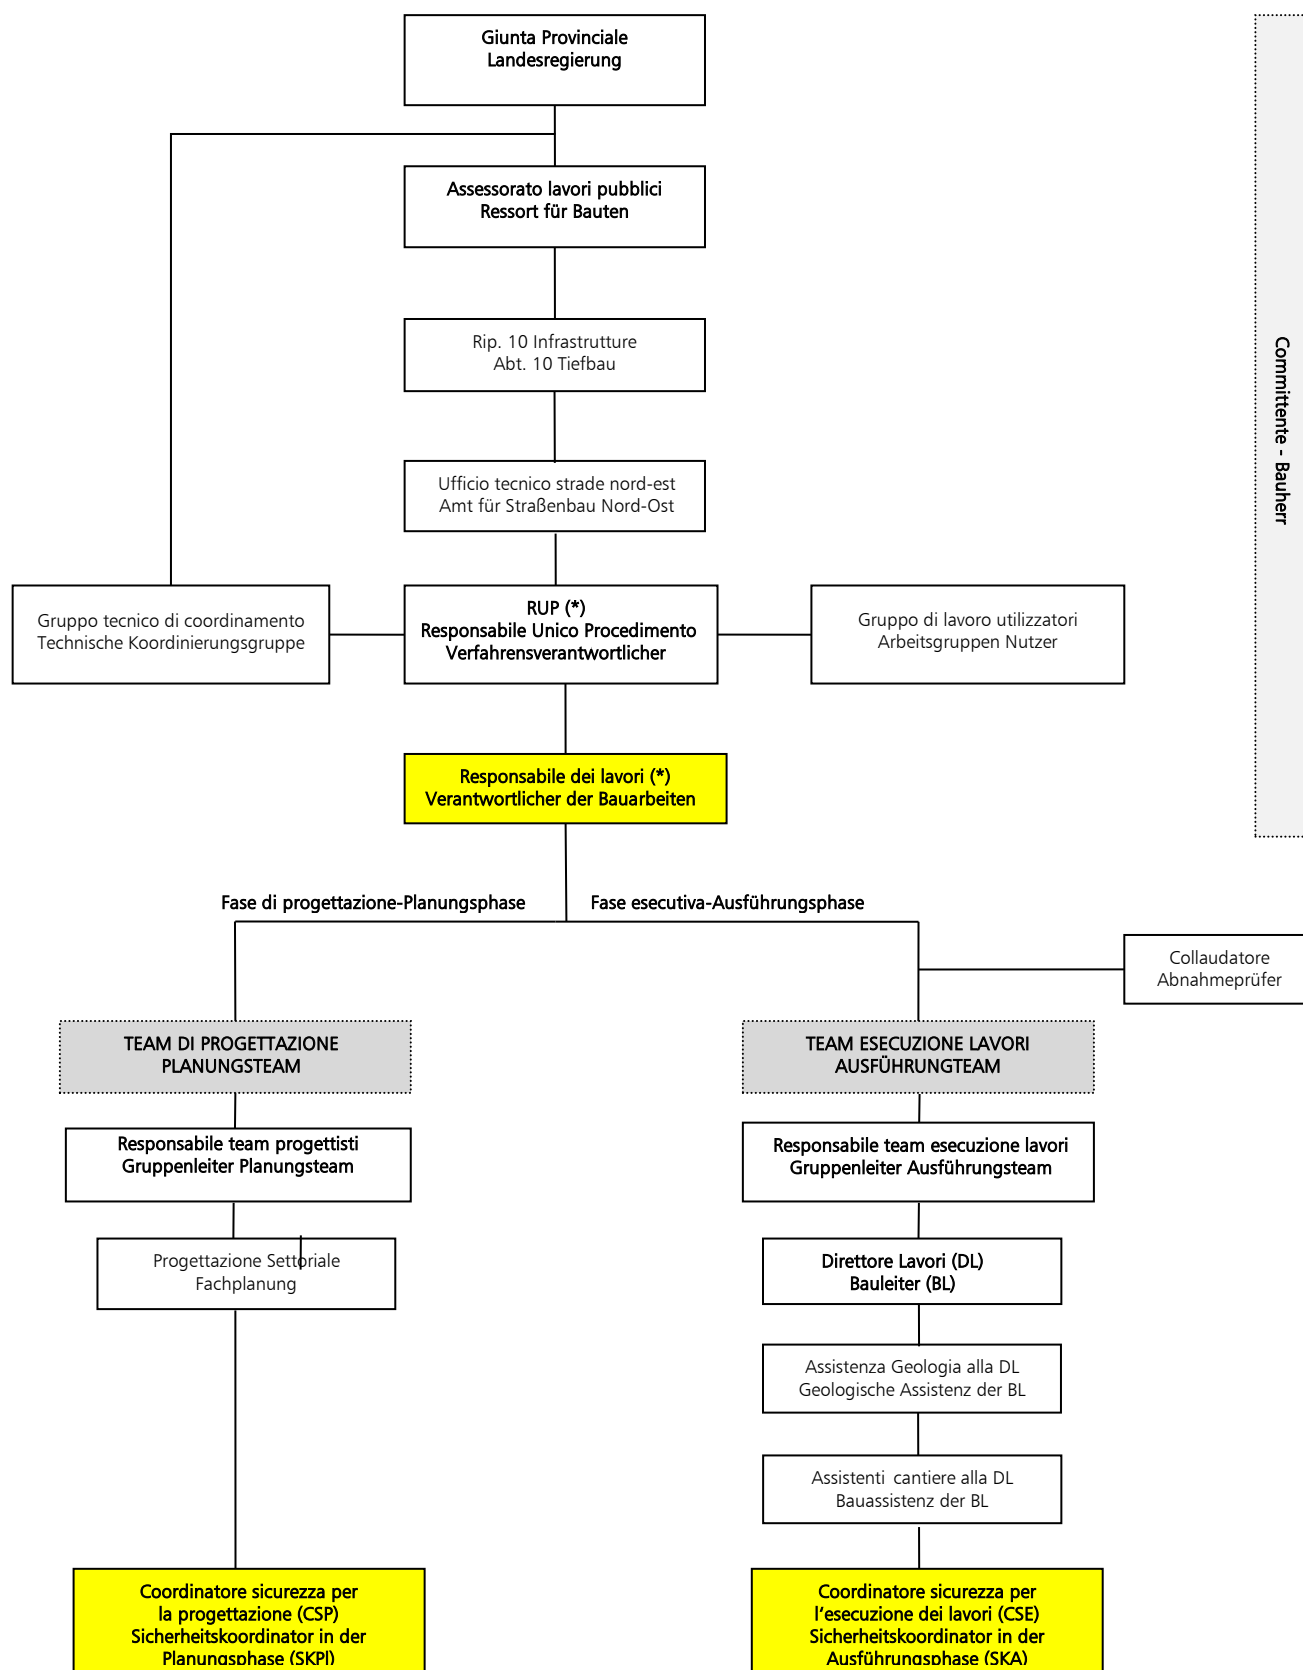 Giunta Provinciale
Landesregierung
Assessorato lavori pubblici
Ressort für Bauten
Rip. 10 Infrastrutture
Abt. 10 Tiefbau
Committente - Bauherr
Ufficio tecnico strade nord-est
Amt für Straßenbau Nord-Ost
Gruppo tecnico di coordinamento
Technische Koordinierungsgruppe
RUP (*)
Responsabile Unico Procedimento
Verfahrensverantwortlicher
Gruppo di lavoro utilizzatori
Arbeitsgruppen Nutzer
Responsabile dei lavori (*)
Verantwortlicher der Bauarbeiten
Fase di progettazione-Planungsphase
Fase esecutiva-Ausführungsphase
Collaudatore
Abnahmeprüfer
TEAM DI PROGETTAZIONE
PLANUNGSTEAM
TEAM ESECUZIONE LAVORI
AUSFÜHRUNGTEAM
Responsabile team progettisti
Gruppenleiter Planungsteam
Responsabile team esecuzione lavori
Gruppenleiter Ausführungsteam
Progettazione Settoriale
Fachplanung
Direttore Lavori (DL)
Bauleiter (BL)
Assistenza Geologia alla DL
Geologische Assistenz der BL
Assistenti cantiere alla DL
Bauassistenz der BL
Coordinatore sicurezza per
la progettazione (CSP)
Sicherheitskoordinator in der
Planungsphase (SKPl)
Coordinatore sicurezza per
l'esecuzione dei lavori (CSE)
Sicherheitskoordinator in der
Ausführungsphase (SKA)